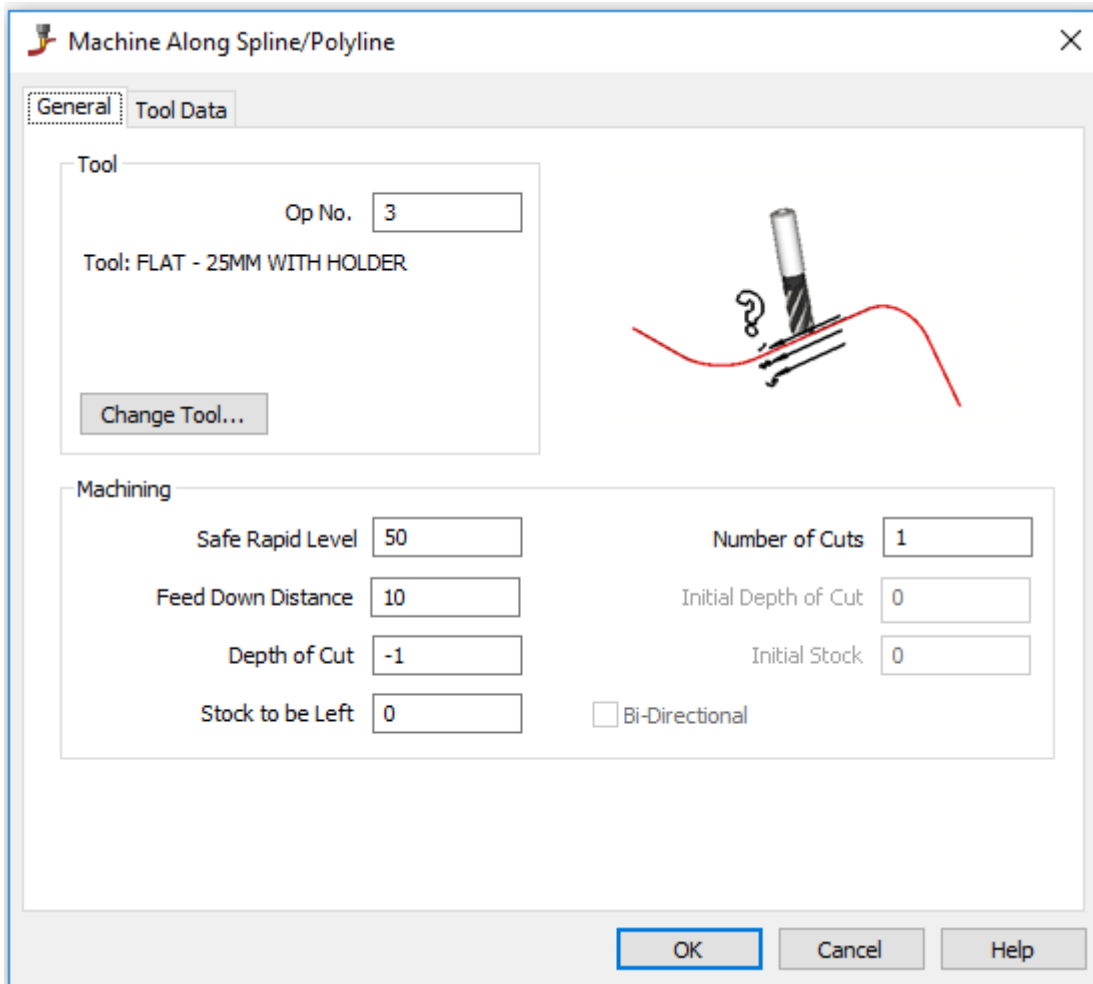 Machine Along Spline/Polyline
General
Tool Data
Tool
Op No. 3
Tool: FLAT - 25MM WITH HOLDER
Change Tool...
Machining
Safe Rapid Level 50
Number of Cuts 1
Feed Down Distance 10
Initial Depth of Cut 0
Depth of Cut -1
Initial Stock 0
Stock to be Left 0
Bi-Directional
OK
Cancel
Help